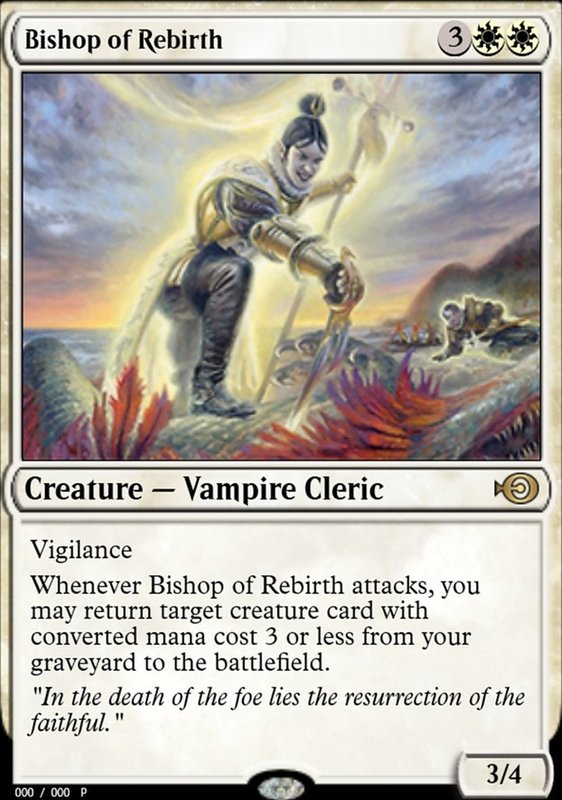 Bishop of Rebirth 3
Creature — Vampire Cleric
Vigilance
Whenever Bishop of Rebirth attacks, you
may return target creature card with
converted mana cost 3 or less from your
graveyard to the battlefield.
"In the death of the foe lies the resurrection of the
faithful."
3/4
000 / 000 P